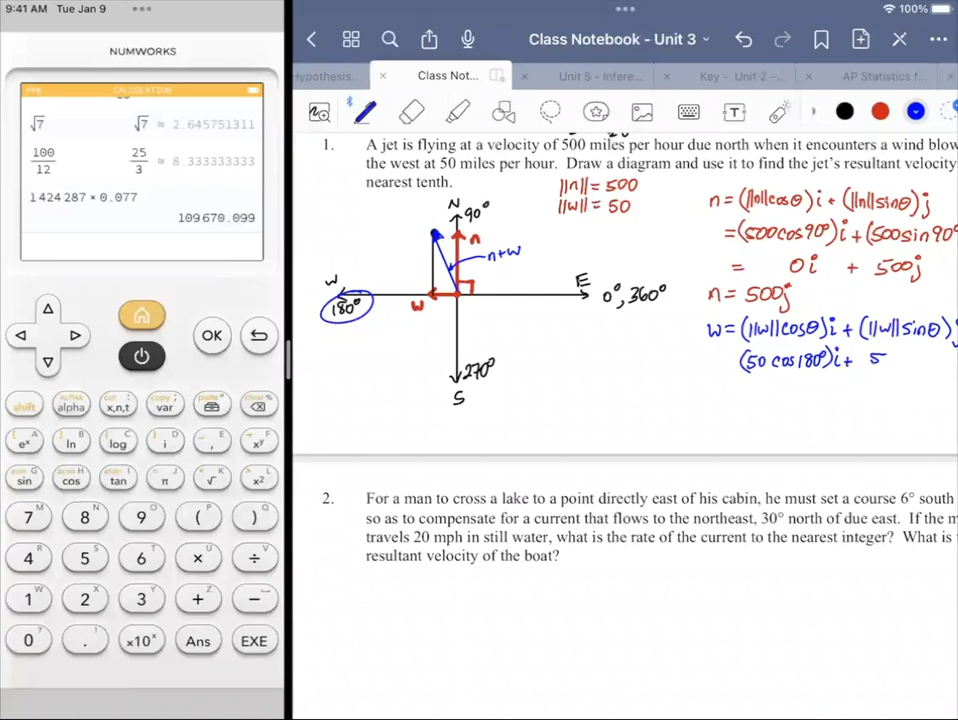 9:41 AM Tue Jan 9
100%
NUMWORKS
CALCULATION
√7 √7 ≈ 2.645751311
100/12 25/3 ≈ 8.333333333
1 424 287 × 0.077
109 670.099
OK
shift alpha x,n,t var
e^x ln log i , x^y
sin cos tan π √ x²
7 8 9 ( )
4 5 6 × ÷
1 2 3 + −
0 . ×10^x Ans EXE
Class Notebook - Unit 3
Hypothesis... Class Not... Unit 5 - Infere... Key - Unit 2 -... AP Statistics f...
1. A jet is flying at a velocity of 500 miles per hour due north when it encounters a wind blow
the west at 50 miles per hour. Draw a diagram and use it to find the jet's resultant velocity
nearest tenth.
||n|| = 500
||w|| = 50
N
90°
n
n+w
W
180°
w
E
0°, 360°
270°
S
n = (||n||cosθ)i + (||n||sinθ)j
= (500cos90°)i + (500sin90°
= 0i + 500j
n = 500j
w = (||w||cosθ)i + (||w||sinθ)j
(50 cos180°)i + 5
2. For a man to cross a lake to a point directly east of his cabin, he must set a course 6° south
so as to compensate for a current that flows to the northeast, 30° north of due east. If the m
travels 20 mph in still water, what is the rate of the current to the nearest integer? What is
resultant velocity of the boat?